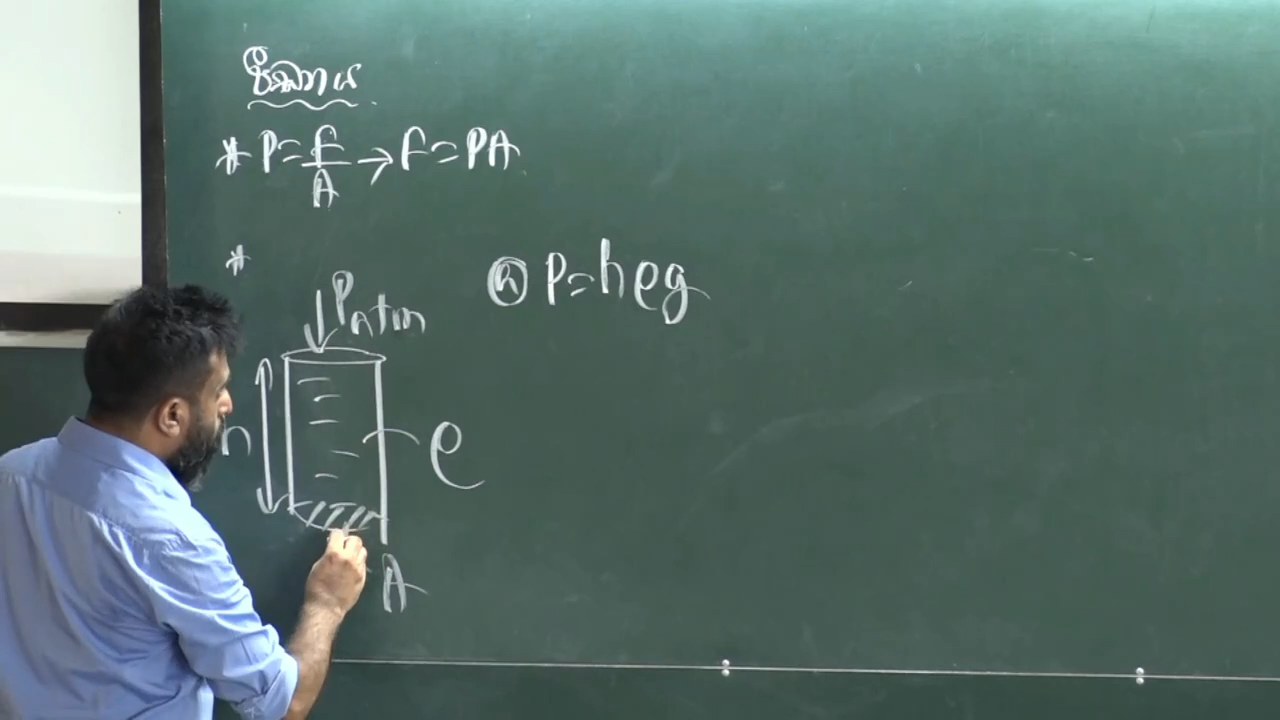 පීඩනය
* P = F/A → F = PA
*
ⓗ P = hρg
P Atm
h
ρ
A